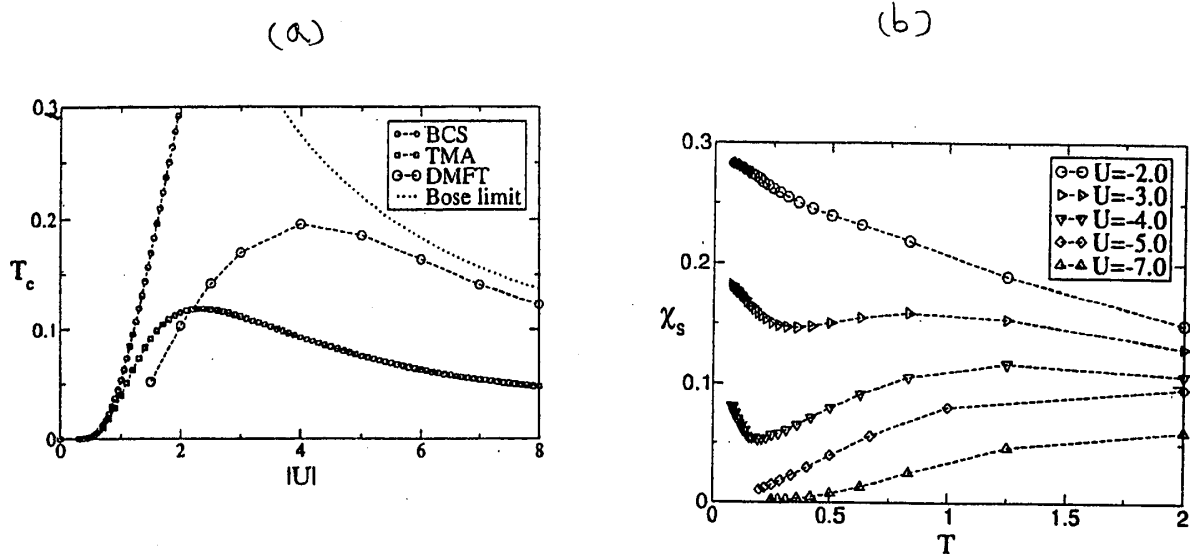 (a)
(b)
0.3
BCS
TMA
DMFT
Bose limit
0.2
T_c
0.1
0
0 2 4 6 8
|U|
0.3
U=-2.0
U=-3.0
U=-4.0
U=-5.0
U=-7.0
0.2
χ_s
0.1
0
0 0.5 1 1.5 2
T